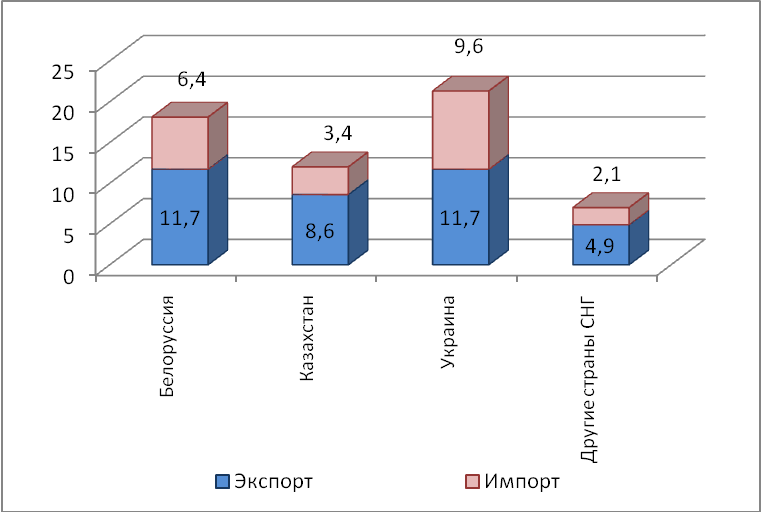 25
20
15
10
5
0
6,4
3,4
9,6
2,1
11,7
8,6
11,7
4,9
Белоруссия
Казахстан
Украина
Другие страны СНГ
Экспорт
Импорт